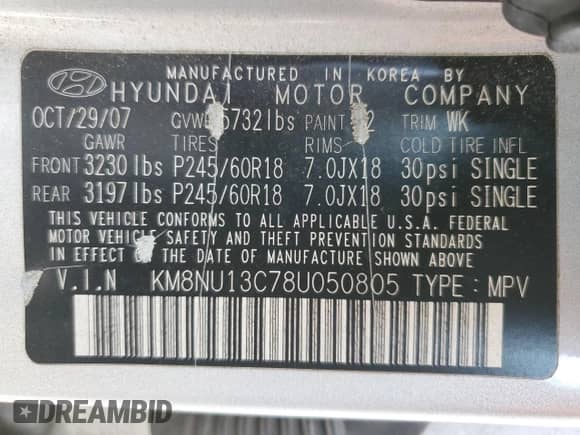 MANUFACTURED IN KOREA BY
HYUNDAI MOTOR COMPANY
OCT/29/07 5732lbs PAINT TRIM WK
GAWR TIRES RIMS COLD TIRE INFL
FRONT 3230lbs P245/60R18 7.0JX18 30psi SINGLE
REAR 3197lbs P245/60R18 7.0JX18 30psi SINGLE
THIS VEHICLE CONFORMS TO ALL APPLICABLE U.S.A. FEDERAL
MOTOR VEHICLE SAFETY AND THEFT PREVENTION STANDARDS
IN EFFECT ON THE DATE OF MANUFACTURE SHOWN ABOVE
V.I.N KM8NU13C78U050805 TYPE : MPV
DREAMBID